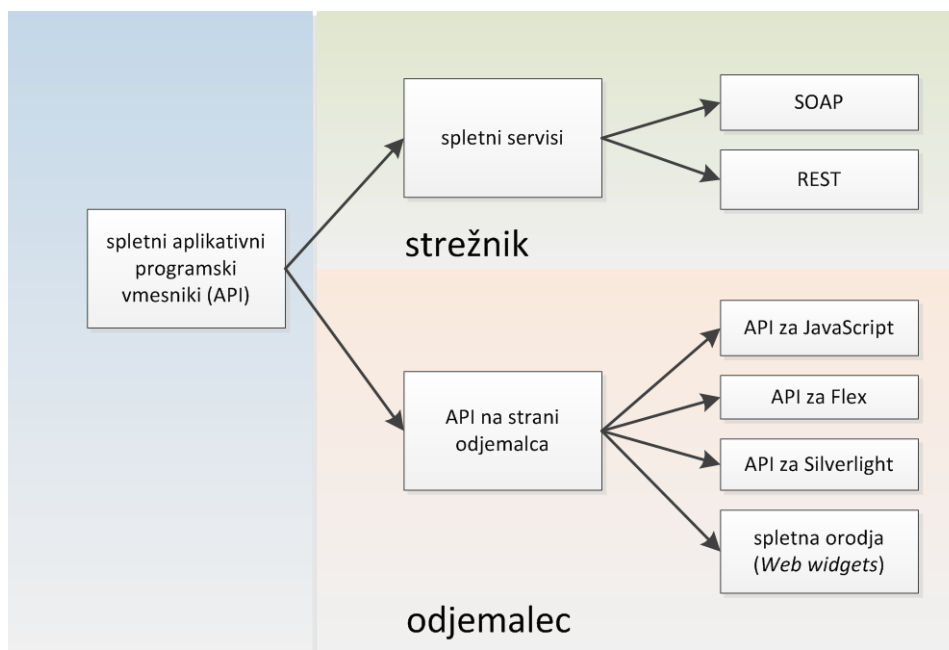 spletni aplikativni
programski
vmesniki (API)
spletni servisi
SOAP
REST
strežnik
API na strani
odjemalca
API za JavaScript
API za Flex
API za Silverlight
spletna orodja
(Web widgets)
odjemalec